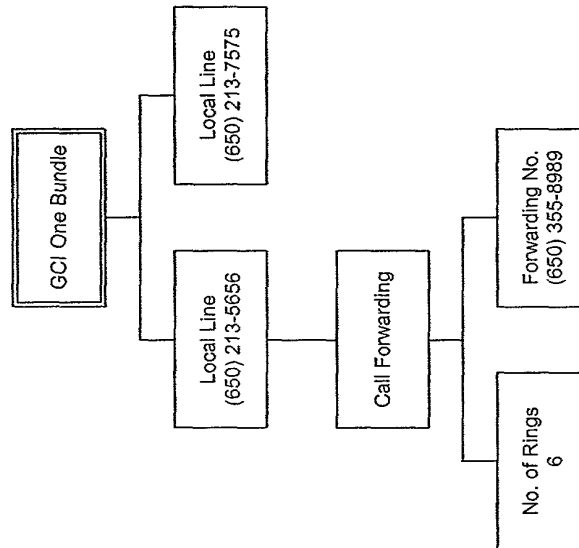 GCI One Bundle
Local Line
(650) 213-5656
Local Line
(650) 213-7575
Call Forwarding
No. of Rings
6
Forwarding No.
(650) 355-8989